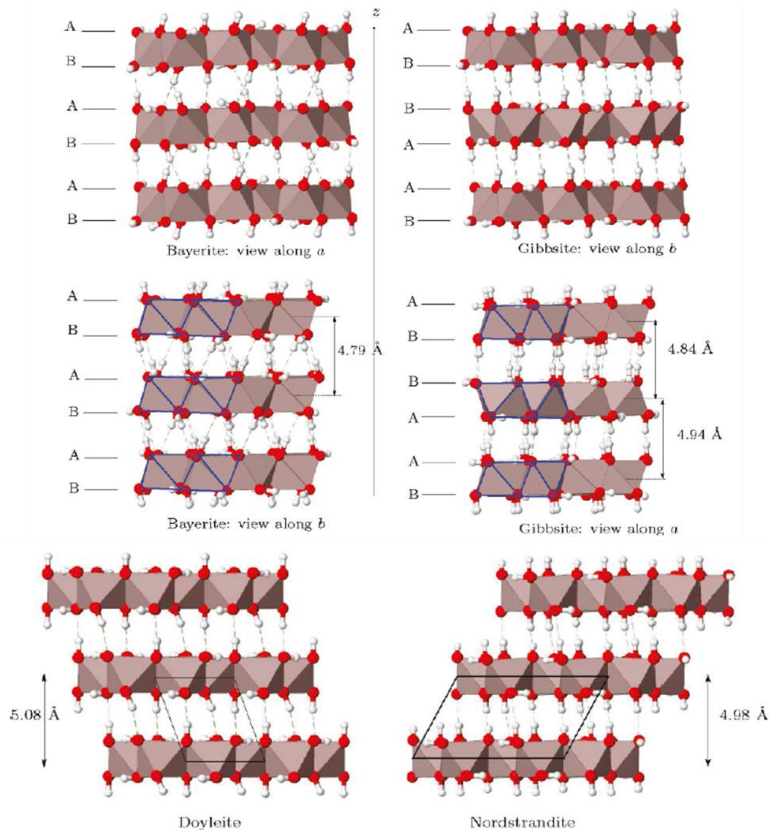 z
A
B
A
B
A
B
Bayerite: view along a
A
B
B
A
A
B
Gibbsite: view along b
A
B
A
B
A
B
4.79 Å
Bayerite: view along b
A
B
B
A
A
B
4.84 Å
4.94 Å
Gibbsite: view along a
5.08 Å
Doyleite
4.98 Å
Nordstrandite